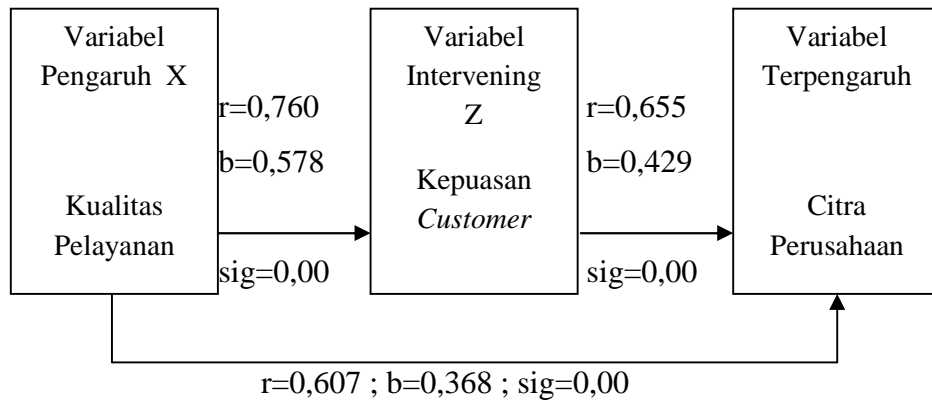 Variabel
Pengaruh X
Kualitas
Pelayanan
r=0,760
b=0,578
sig=0,00
Variabel
Intervening
Z
Kepuasan
Customer
r=0,655
b=0,429
sig=0,00
Variabel
Terpengaruh
Citra
Perusahaan
r=0,607 ; b=0,368 ; sig=0,00